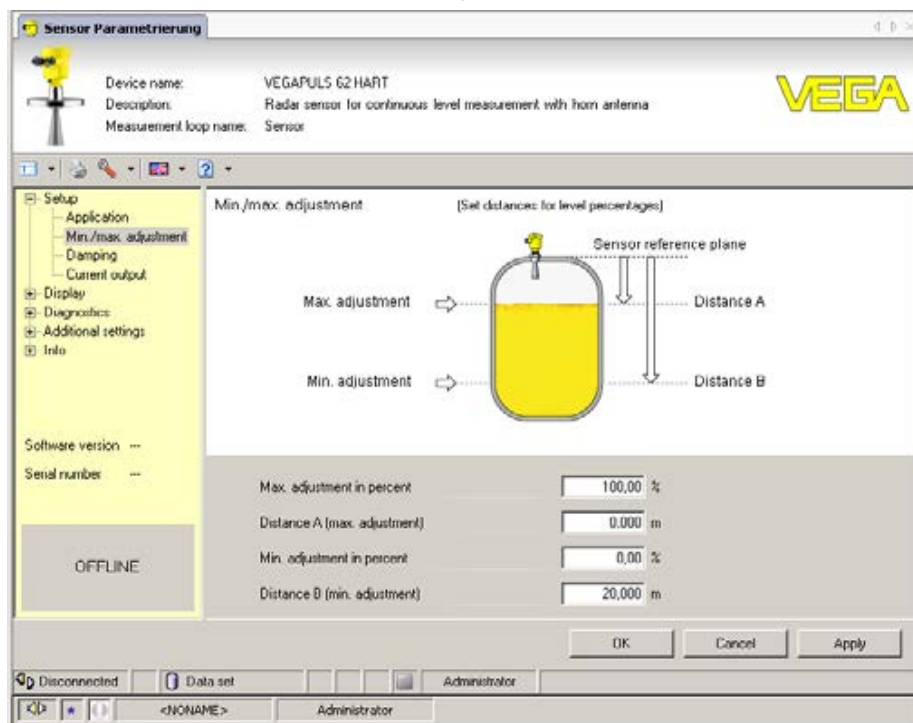 Sensor Parametrierung
Device name: VEGAPULS 62 HART
Description: Radar sensor for continuous level measurement with horn antenna
Measurement loop name: Sensor
VEGA
Setup
Application
Min./max. adjustment
Damping
Current output
Display
Diagnostics
Additional settings
Info
Software version ---
Serial number ---
OFFLINE
Min./max. adjustment (Set distances for level percentages)
Sensor reference plane
Max. adjustment Distance A
Min. adjustment Distance B
Max. adjustment in percent 100,00 %
Distance A (max. adjustment) 0.000 m
Min. adjustment in percent 0,00 %
Distance B (min. adjustment) 20,000 m
OK Cancel Apply
Disconnected Data set Administrator
<NONAME> Administrator